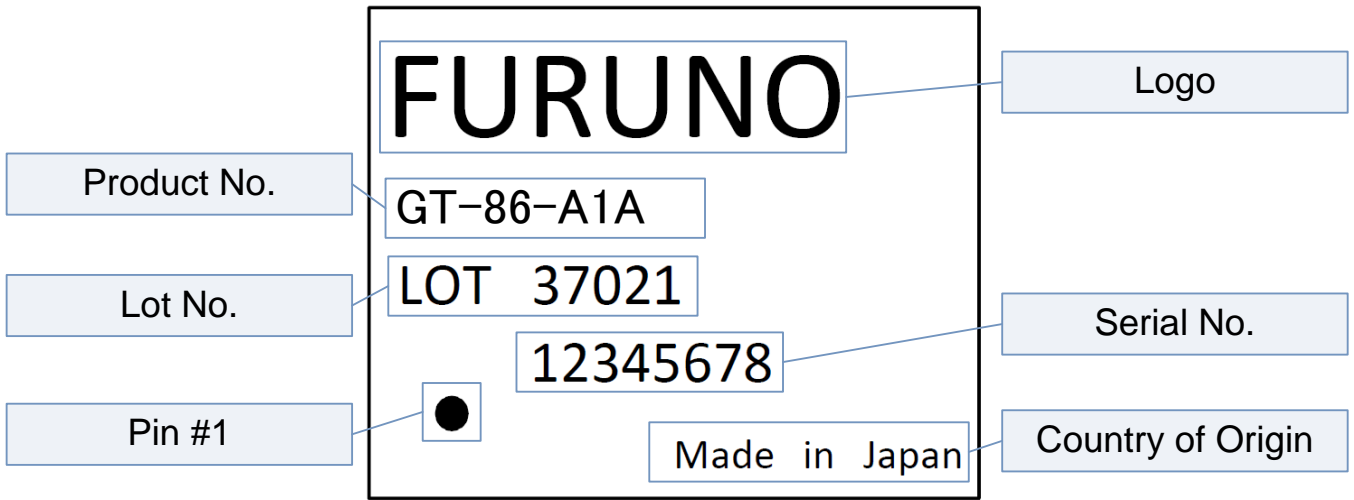 FURUNO
Logo
Product No.
GT-86-A1A
Lot No.
LOT 37021
Serial No.
12345678
Pin #1
Made in Japan
Country of Origin